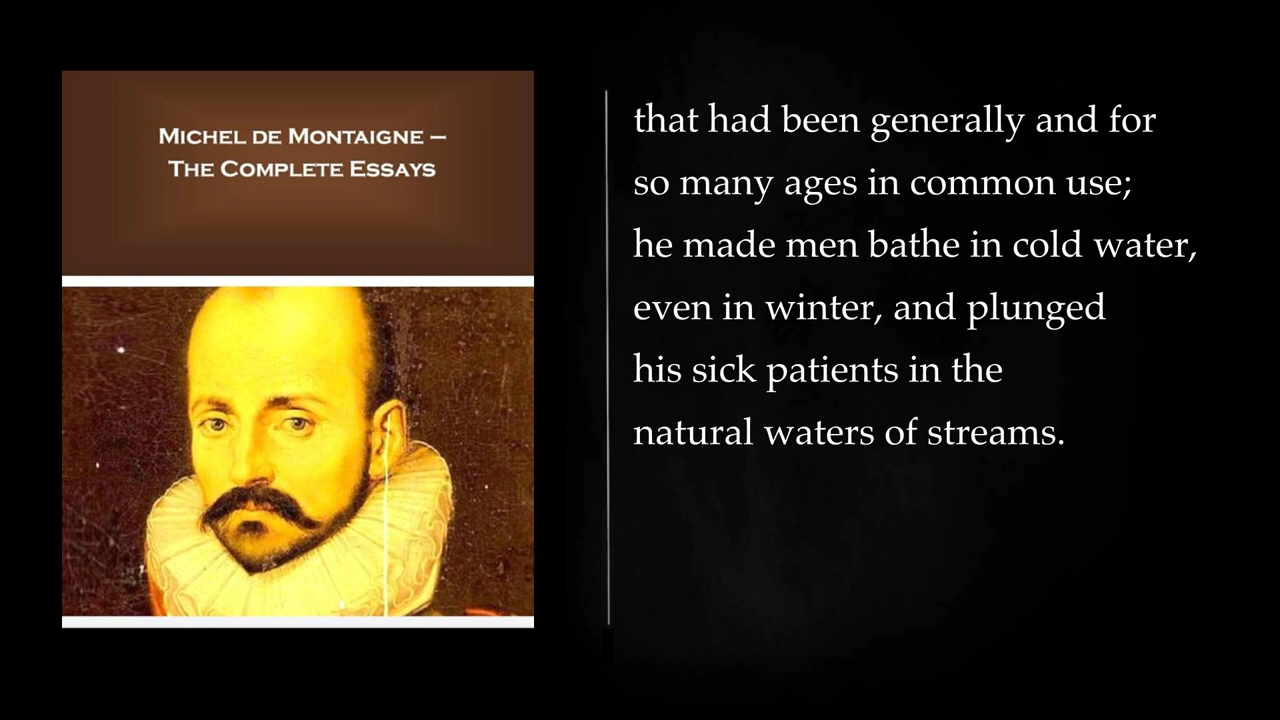 MICHEL DE MONTAIGNE –
THE COMPLETE ESSAYS
that had been generally and for
so many ages in common use;
he made men bathe in cold water,
even in winter, and plunged
his sick patients in the
natural waters of streams.